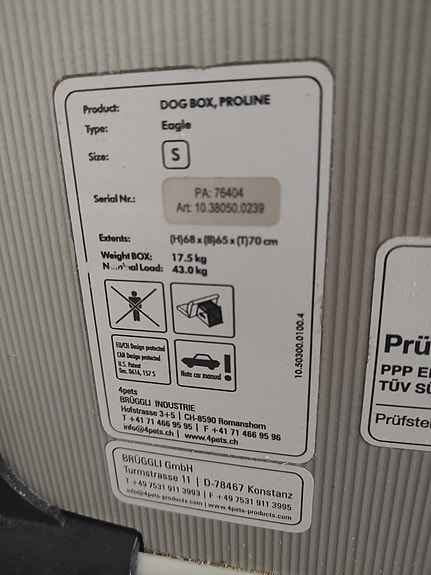 Product: DOG BOX, PROLINE
Type: Eagle
Size: S
Serial Nr.: PA: 76404
Art: 10.38050.0239
Extents: (H)68 x (B)65 x (T)70 cm
Weight BOX: 17.5 kg
Nominal Load: 43.0 kg
EU/CH Design protected
CAN Design protected
U.S. Patent
Des. D616, 157 S
Note car manual !
10.50300.0100.4
4pets
BRÜGGLI INDUSTRIE
Hofstrasse 3+5 | CH-8590 Romanshorn
T +41 71 466 95 95 | F +41 71 466 95 96
info@4pets.ch | www.4pets.ch
BRÜGGLI GmbH
Turmstrasse 11 | D-78467 Konstanz
T +49 7531 911 3993 | F +49 7531 911 3995
info@4pets-products.com | www.4pets-products.com
Prü
PPP E
TÜV SÜ
Prüfste